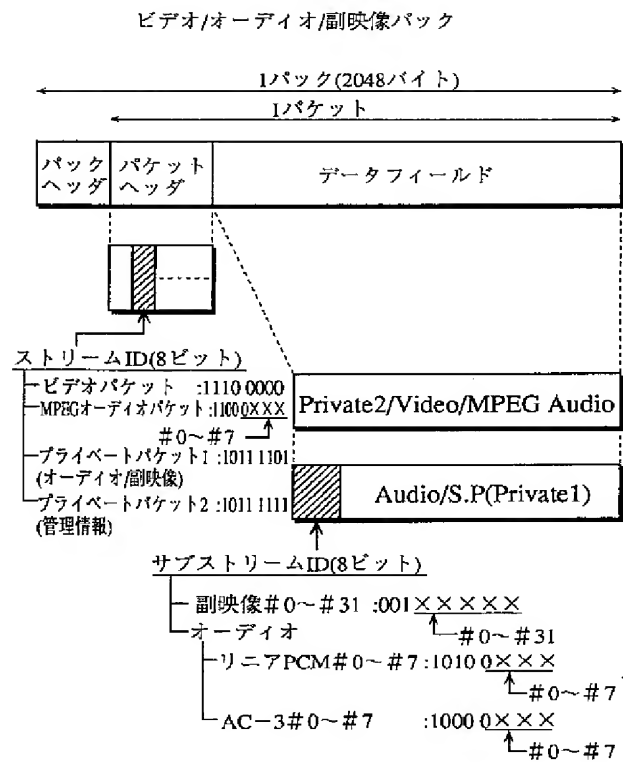 ビデオ/オーディオ/副映像パック
1パック(2048バイト)
1パケット
パック
ヘッダ
パケット
ヘッダ
データフィールド
ストリームID(8ビット)
ビデオパケット :1110 0000
MPEGオーディオパケット:1100 0×××
#0~#7
プライベートパケット1 :1011 1101
(オーディオ/副映像)
プライベートパケット2 :1011 1111
(管理情報)
Private2/Video/MPEG Audio
Audio/S.P(Private1)
サブストリームID(8ビット)
副映像#0~#31 :001×××××
#0~#31
オーディオ
リニアPCM#0~#7:1010 0×××
#0~#7
AC-3#0~#7 :1000 0×××
#0~#7